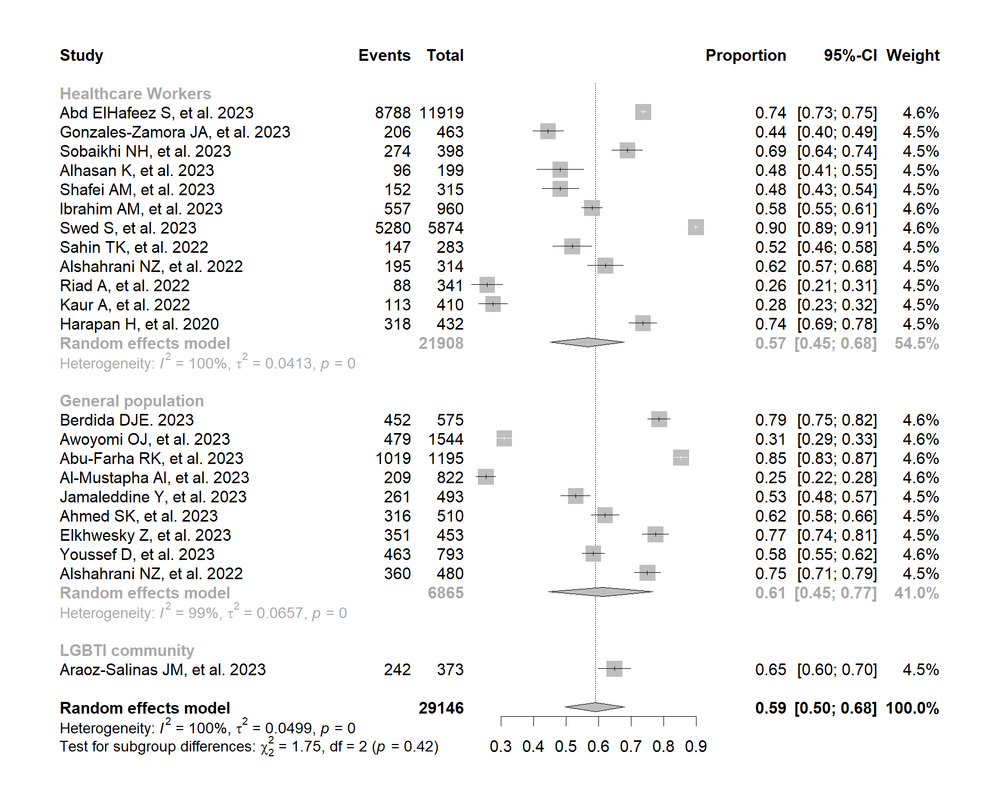 Study Events Total Proportion 95%-CI Weight
Healthcare Workers
Abd ElHafeez S, et al. 2023 8788 11919 0.74 [0.73; 0.75] 4.6%
Gonzales-Zamora JA, et al. 2023 206 463 0.44 [0.40; 0.49] 4.5%
Sobaikhi NH, et al. 2023 274 398 0.69 [0.64; 0.74] 4.5%
Alhasan K, et al. 2023 96 199 0.48 [0.41; 0.55] 4.5%
Shafei AM, et al. 2023 152 315 0.48 [0.43; 0.54] 4.5%
Ibrahim AM, et al. 2023 557 960 0.58 [0.55; 0.61] 4.6%
Swed S, et al. 2023 5280 5874 0.90 [0.89; 0.91] 4.6%
Sahin TK, et al. 2022 147 283 0.52 [0.46; 0.58] 4.5%
Alshahrani NZ, et al. 2022 195 314 0.62 [0.57; 0.68] 4.5%
Riad A, et al. 2022 88 341 0.26 [0.21; 0.31] 4.5%
Kaur A, et al. 2022 113 410 0.28 [0.23; 0.32] 4.5%
Harapan H, et al. 2020 318 432 0.74 [0.69; 0.78] 4.5%
Random effects model 21908 0.57 [0.45; 0.68] 54.5%
Heterogeneity: I² = 100%, τ² = 0.0413, p = 0
General population
Berdida DJE. 2023 452 575 0.79 [0.75; 0.82] 4.6%
Awoyomi OJ, et al. 2023 479 1544 0.31 [0.29; 0.33] 4.6%
Abu-Farha RK, et al. 2023 1019 1195 0.85 [0.83; 0.87] 4.6%
Al-Mustapha AI, et al. 2023 209 822 0.25 [0.22; 0.28] 4.6%
Jamaleddine Y, et al. 2023 261 493 0.53 [0.48; 0.57] 4.5%
Ahmed SK, et al. 2023 316 510 0.62 [0.58; 0.66] 4.5%
Elkhwesky Z, et al. 2023 351 453 0.77 [0.74; 0.81] 4.5%
Youssef D, et al. 2023 463 793 0.58 [0.55; 0.62] 4.6%
Alshahrani NZ, et al. 2022 360 480 0.75 [0.71; 0.79] 4.5%
Random effects model 6865 0.61 [0.45; 0.77] 41.0%
Heterogeneity: I² = 99%, τ² = 0.0657, p = 0
LGBTI community
Araoz-Salinas JM, et al. 2023 242 373 0.65 [0.60; 0.70] 4.5%
Random effects model 29146 0.59 [0.50; 0.68] 100.0%
Heterogeneity: I² = 100%, τ² = 0.0499, p = 0
Test for subgroup differences: χ²₂ = 1.75, df = 2 (p = 0.42)
0.3 0.4 0.5 0.6 0.7 0.8 0.9